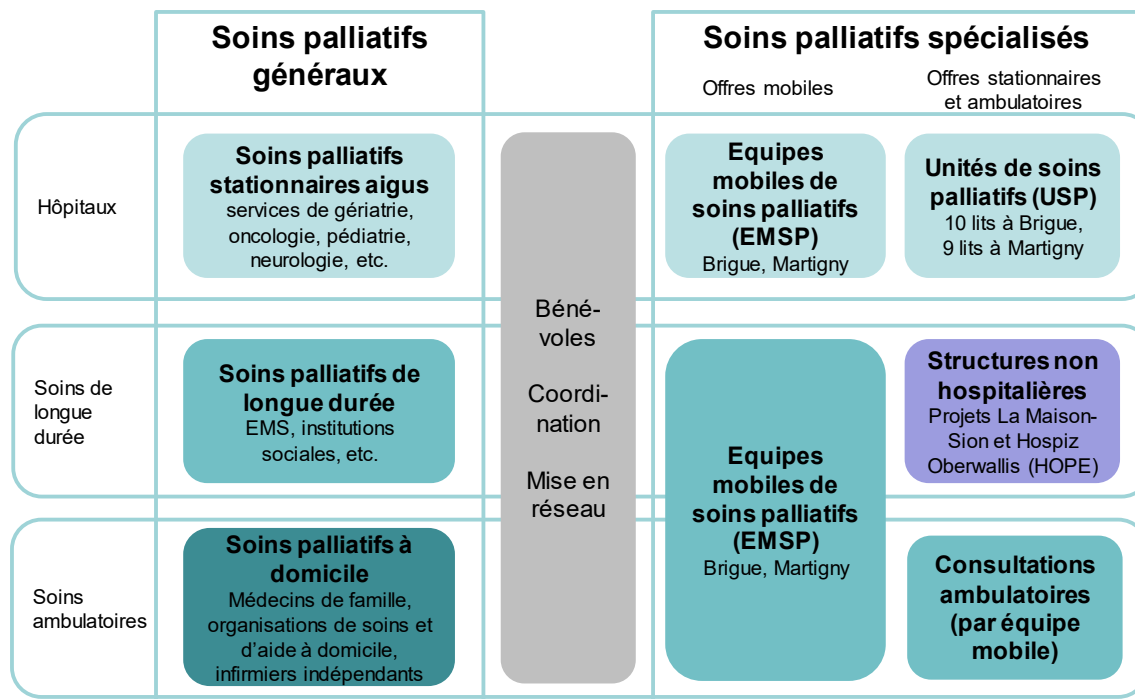 Soins palliatifs
généraux
Soins palliatifs spécialisés
Offres mobiles
Offres stationnaires
et ambulatoires
Hôpitaux
Soins palliatifs
stationnaires aigus
services de gériatrie,
oncologie, pédiatrie,
neurologie, etc.
Equipes
mobiles de
soins palliatifs
(EMSP)
Brigue, Martigny
Unités de soins
palliatifs (USP)
10 lits à Brigue,
9 lits à Martigny
Béné-
voles
Coordi-
nation
Mise en
réseau
Soins de
longue
durée
Soins palliatifs de
longue durée
EMS, institutions
sociales, etc.
Equipes
mobiles de
soins palliatifs
(EMSP)
Brigue, Martigny
Structures non
hospitalières
Projets La Maison-
Sion et Hospiz
Oberwallis (HOPE)
Soins
ambulatoires
Soins palliatifs à
domicile
Médecins de famille,
organisations de soins et
d'aide à domicile,
infirmiers indépendants
Consultations
ambulatoires
(par équipe
mobile)